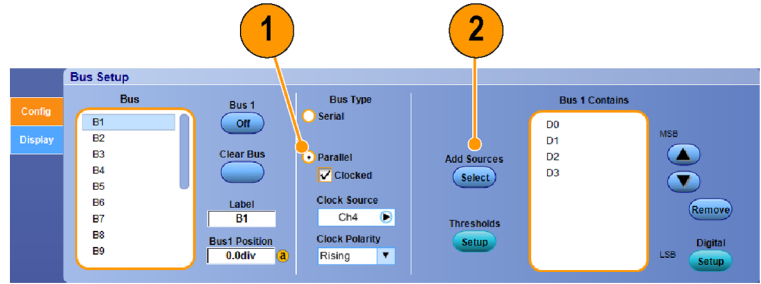 1
2
Bus Setup
Config
Display
Bus
B1
B2
B3
B4
B5
B6
B7
B8
B9
Bus 1
Off
Clear Bus
Label
B1
Bus1 Position
0.0div
a
Bus Type
Serial
Parallel
Clocked
Clock Source
Ch4
Clock Polarity
Rising
Add Sources
Select
Thresholds
Setup
Bus 1 Contains
D0
D1
D2
D3
MSB
Remove
LSB
Digital
Setup